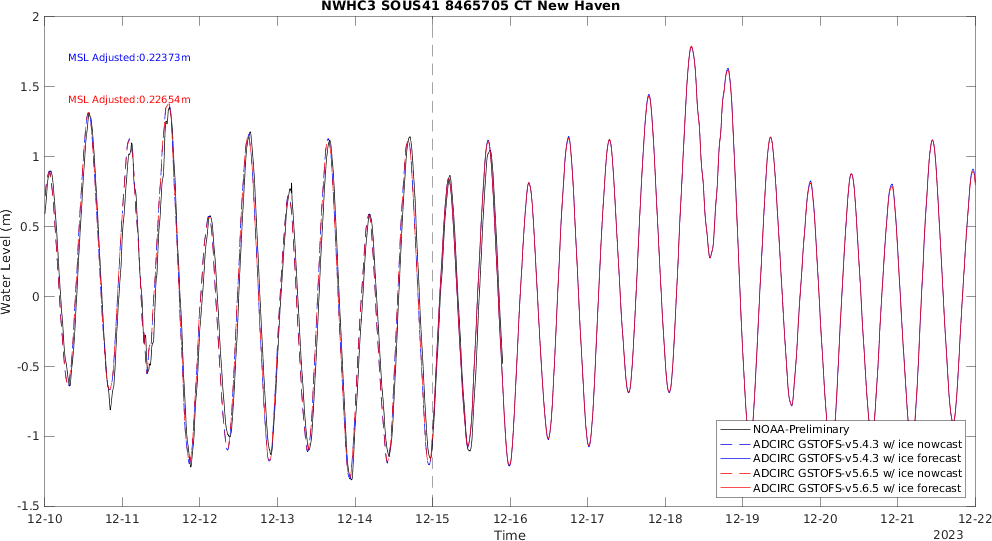 NWHC3 SOUS41 8465705 CT New Haven
2
1.5
1
0.5
0
-0.5
-1
-1.5
Water Level (m)
MSL Adjusted:0.22373m
MSL Adjusted:0.22654m
NOAA-Preliminary
ADCIRC GSTOFS-v5.4.3 w/ ice nowcast
ADCIRC GSTOFS-v5.4.3 w/ ice forecast
ADCIRC GSTOFS-v5.6.5 w/ ice nowcast
ADCIRC GSTOFS-v5.6.5 w/ ice forecast
12-10 12-11 12-12 12-13 12-14 12-15 12-16 12-17 12-18 12-19 12-20 12-21 12-22
Time
2023